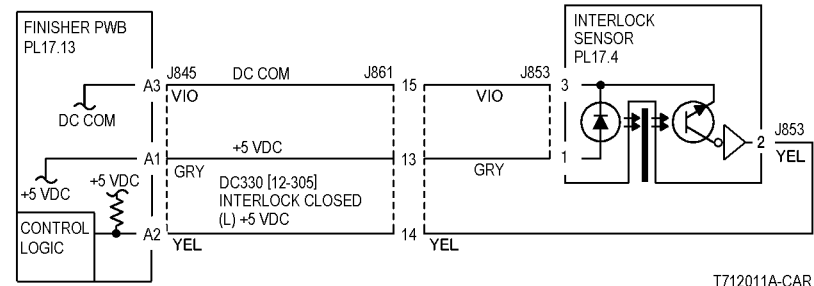 FINISHER PWB
PL17.13
INTERLOCK
SENSOR
PL17.4
A3
J845
DC COM
J861
15
J853
3
VIO
VIO
DC COM
+5 VDC
A1
GRY
13
GRY
1
2
J853
YEL
+5 VDC
+5 VDC
DC330 [12-305]
INTERLOCK CLOSED
(L) +5 VDC
CONTROL
LOGIC
A2
YEL
14
YEL
T712011A-CAR